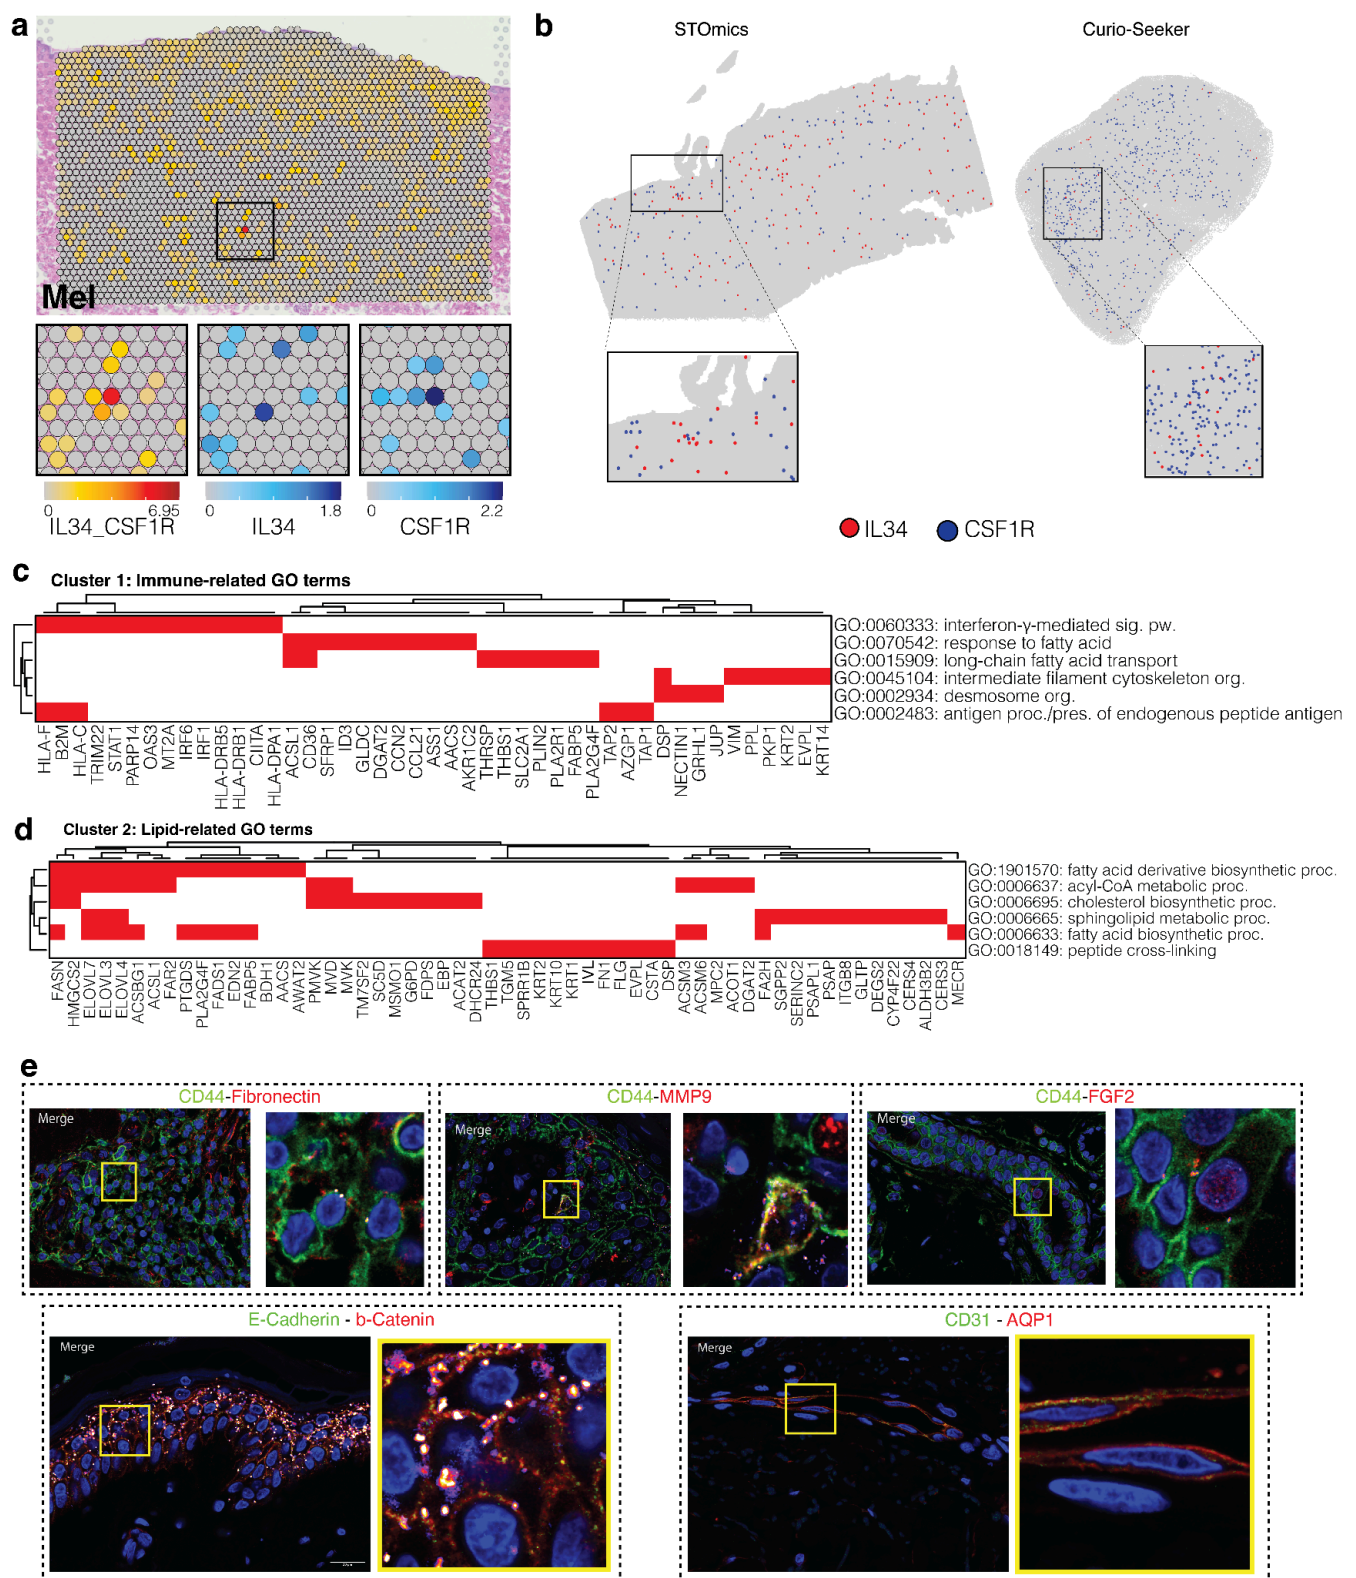 a
Mel
0 6.95
IL34_CSF1R
0 1.8
IL34
0 2.2
CSF1R
b
STOmics
Curio-Seeker
IL34 CSF1R
c
Cluster 1: Immune-related GO terms
GO:0060333: interferon-γ-mediated sig. pw.
GO:0070542: response to fatty acid
GO:0015909: long-chain fatty acid transport
GO:0045104: intermediate filament cytoskeleton org.
GO:0002934: desmosome org.
GO:0002483: antigen proc./pres. of endogenous peptide antigen
HLA-F
B2M
HLA-C
TRIM22
STAT1
PARP14
OAS3
MT2A
IRF6
IRF1
HLA-DRB5
HLA-DRB1
CIITA
HLA-DPA1
ACSL1
CD36
SFRP1
ID3
GLDC
DGAT2
CCN2
CCL21
ASS1
AACS
AKR1C2
THRSP
THBS1
SLC2A1
PLIN2
PLA2R1
FABP5
PLA2G4F
TAP2
AZGP1
TAP1
DSP
NECTIN1
GRHL1
JUP
VIM
PPL
PKP1
KRT2
EVPL
KRT14
d
Cluster 2: Lipid-related GO terms
GO:1901570: fatty acid derivative biosynthetic proc.
GO:0006637: acyl-CoA metabolic proc.
GO:0006695: cholesterol biosynthetic proc.
GO:0006665: sphingolipid metabolic proc.
GO:0006633: fatty acid biosynthetic proc.
GO:0018149: peptide cross-linking
FASN
HMGCS2
ELOVL7
ELOVL3
ELOVL4
ACSBG1
ACSL1
FAR2
PTGDS
PLA2G4F
FADS1
EDN2
FABP5
BDH1
AACS
AWAT2
PMVK
MVD
MVK
TM7SF2
SC5D
MSMO1
G6PD
FDPS
EBP
ACAT2
DHCR24
THBS1
TGM5
SPRR1B
KRT2
KRT10
KRT1
IVL
FN1
FLG
EVPL
CSTA
DSP
ACSM3
ACSM6
MPC2
ACOT1
DGAT2
FA2H
SGPP2
SERINC2
PSAPL1
PSAP
ITGB8
GLTP
DEGS2
CYP4F22
CERS4
ALDH3B2
CERS3
MECR
e
CD44-Fibronectin
Merge
CD44-MMP9
Merge
CD44-FGF2
Merge
E-Cadherin - b-Catenin
Merge
CD31 - AQP1
Merge